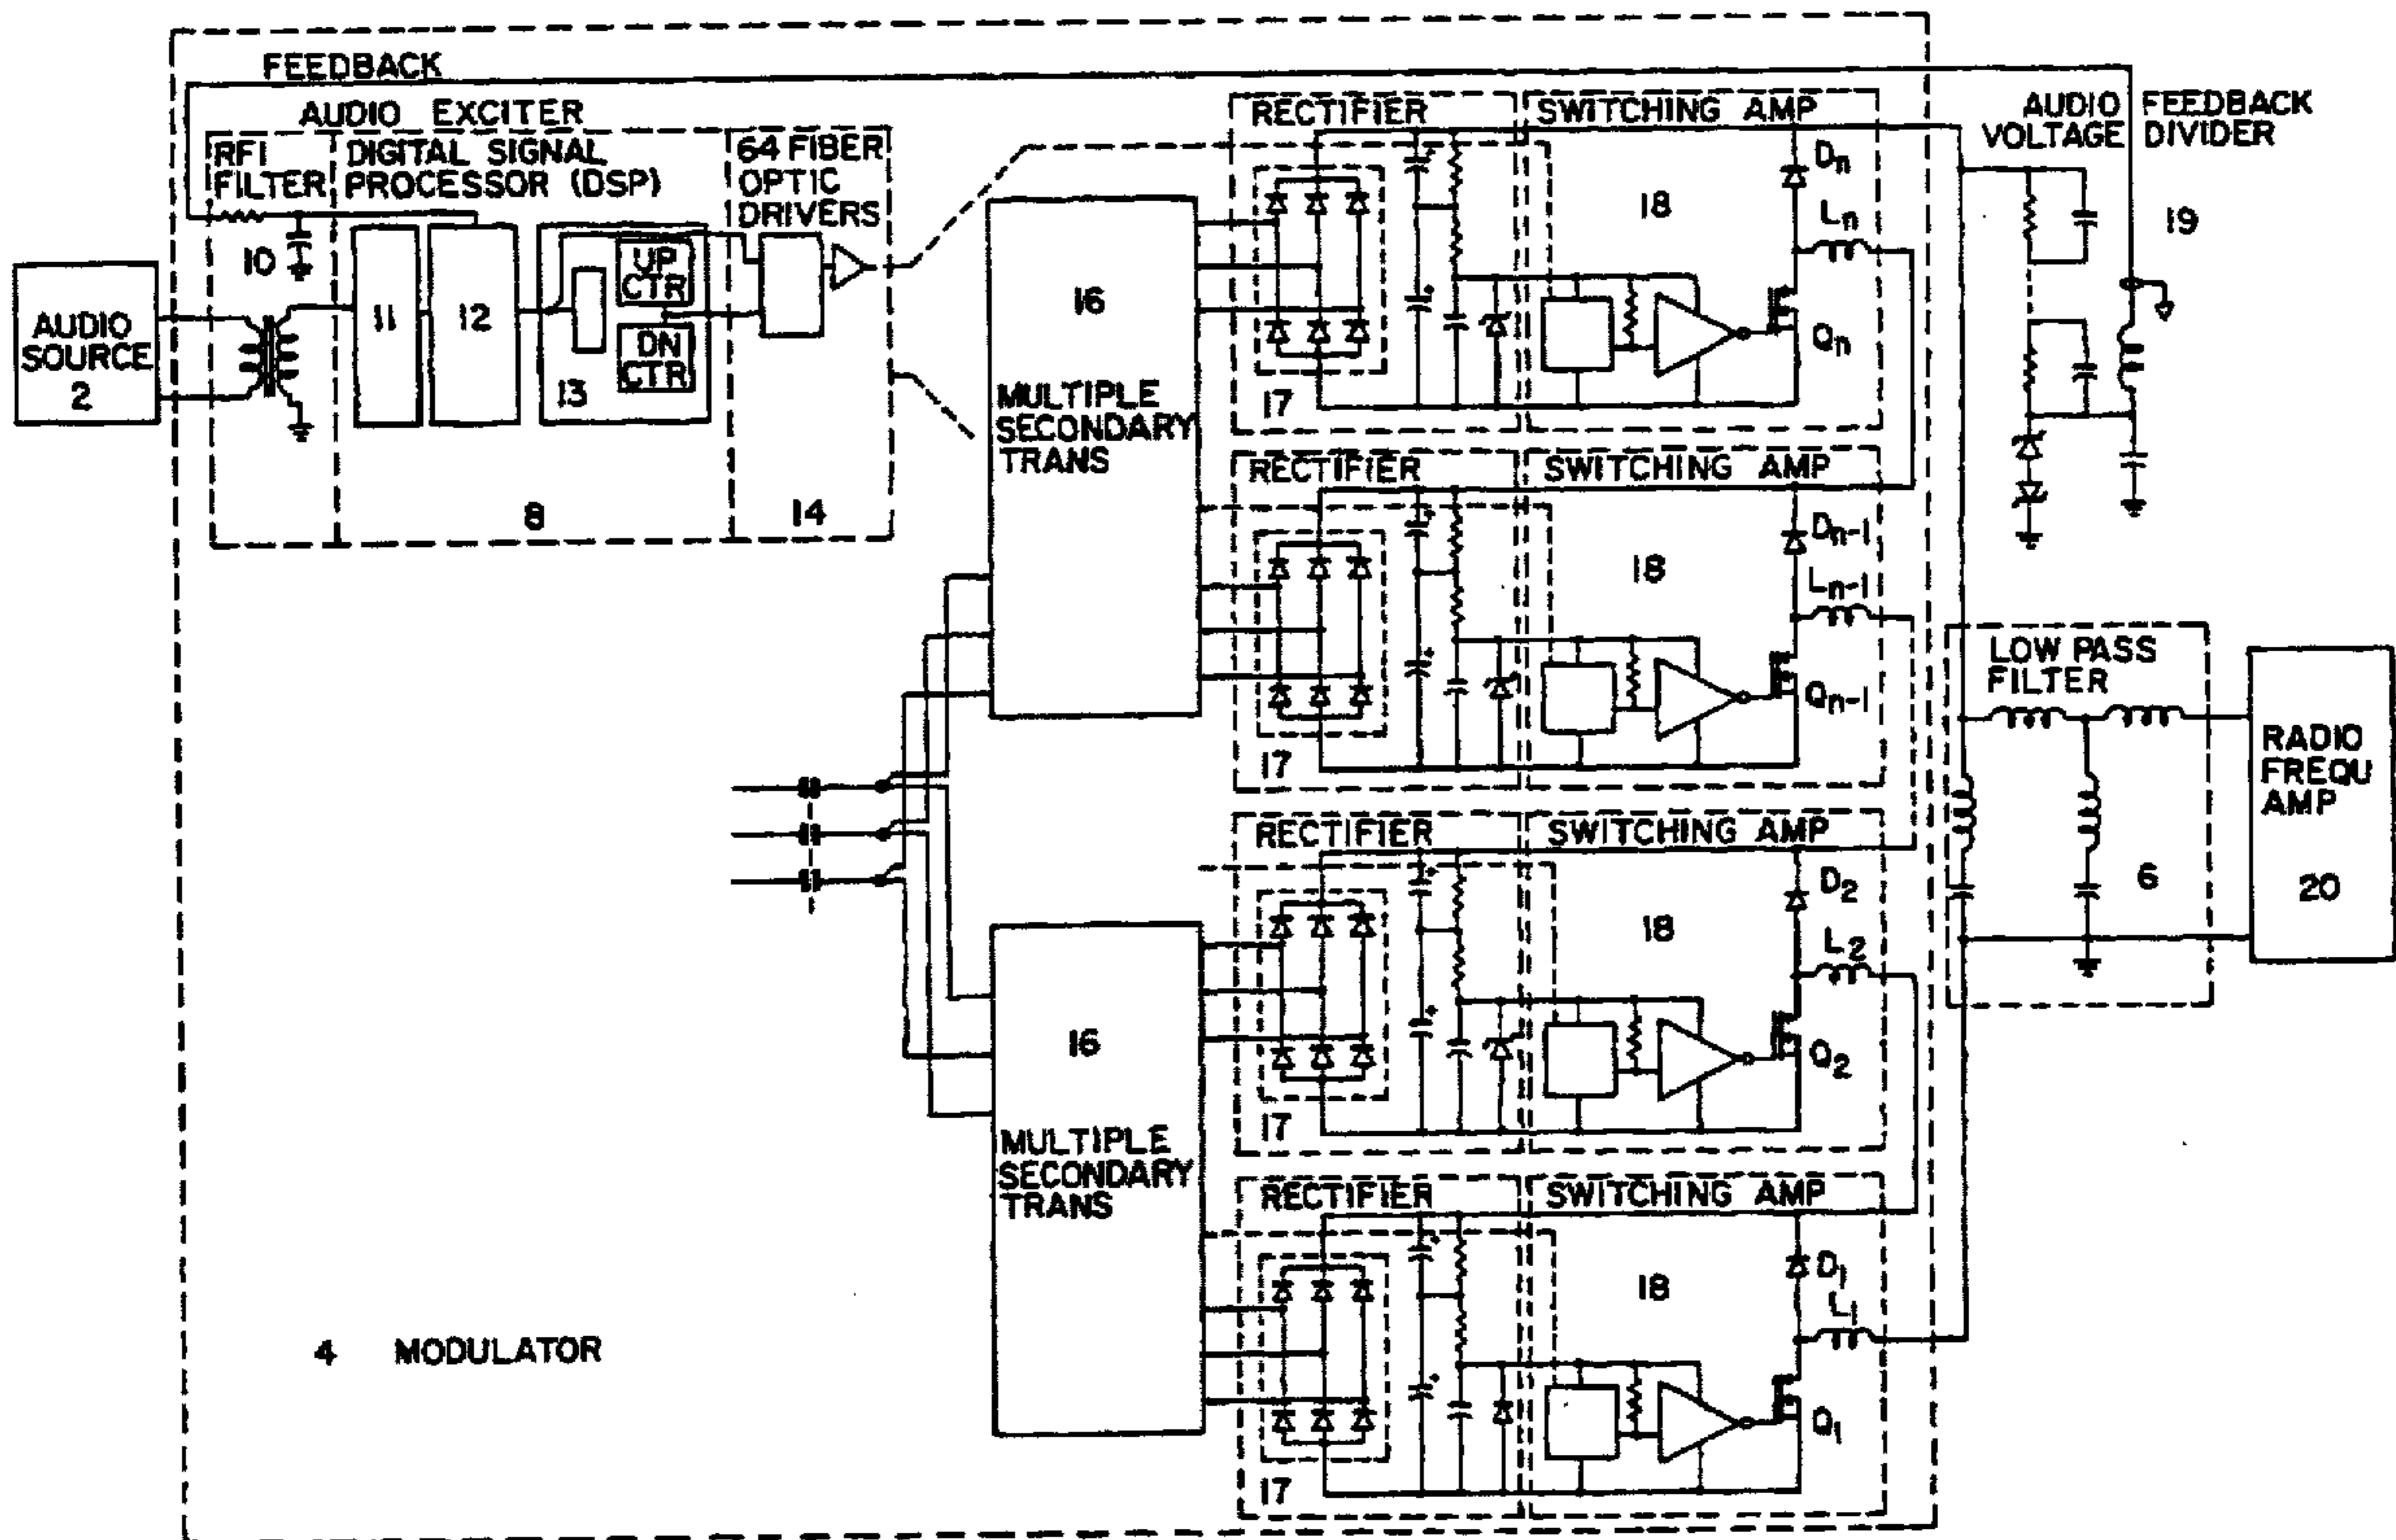 FEEDBACK
AUDIO EXCITER
RFI
FILTER
DIGITAL SIGNAL
PROCESSOR (DSP)
64 FIBER
OPTIC
DRIVERS
10
11
12
UP
CTR
DN
CTR
13
8
14
AUDIO
SOURCE
2
16
MULTIPLE
SECONDARY
TRANS
RECTIFIER
17
SWITCHING AMP
18
Dn
Ln
Qn
AUDIO FEEDBACK
VOLTAGE DIVIDER
19
RECTIFIER
17
SWITCHING AMP
18
Dn-1
Ln-1
Qn-1
LOW PASS
FILTER
6
RADIO
FREQU
AMP
20
RECTIFIER
17
SWITCHING AMP
18
D2
L2
Q2
16
MULTIPLE
SECONDARY
TRANS
RECTIFIER
17
SWITCHING AMP
18
D1
L1
Q1
4 MODULATOR